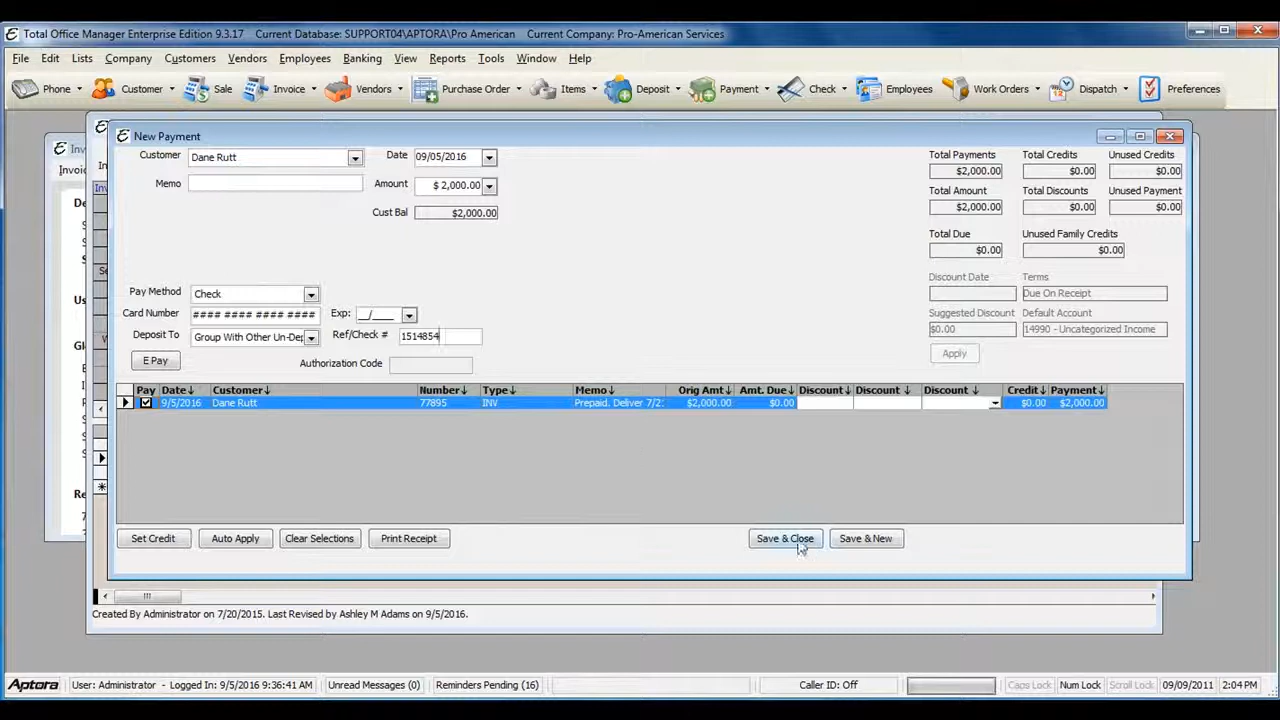 Total Office Manager Enterprise Edition 9.3.17 Current Database: SUPPORT04\APTORA\Pro American Current Company: Pro-American Services
File Edit Lists Company Customers Vendors Employees Banking View Reports Tools Window Help
Phone Customer Sale Invoice Vendors Purchase Order Items Deposit Payment Check Employees Work Orders Dispatch Preferences
New Payment
Customer Dane Rutt Date 09/05/2016
Memo Amount $ 2,000.00
Cust Bal $2,000.00
Total Payments Total Credits Unused Credits
$2,000.00 $0.00 $0.00
Total Amount Total Discounts Unused Payment
$2,000.00 $0.00 $0.00
Total Due Unused Family Credits
$0.00 $0.00
Discount Date Terms
Due On Receipt
Suggested Discount Default Account
$0.00 14990 - Uncategorized Income
Apply
Pay Method Check
Card Number #### #### #### #### Exp: __/____
Deposit To Group With Other Un-Dep Ref/Check # 1514854
E Pay Authorization Code
Pay Date Customer Number Type Memo Orig Amt Amt. Due Discount Discount Discount Credit Payment
9/5/2016 Dane Rutt 77895 INV Prepaid. Deliver 7/2 $2,000.00 $0.00 $0.00 $2,000.00
Set Credit Auto Apply Clear Selections Print Receipt Save & Close Save & New
Created By Administrator on 7/20/2015. Last Revised by Ashley M Adams on 9/5/2016.
Aptora User: Administrator - Logged In: 9/5/2016 9:36:41 AM Unread Messages (0) Reminders Pending (16) Caller ID: Off Caps Lock Num Lock Scroll Lock 09/09/2011 2:04 PM